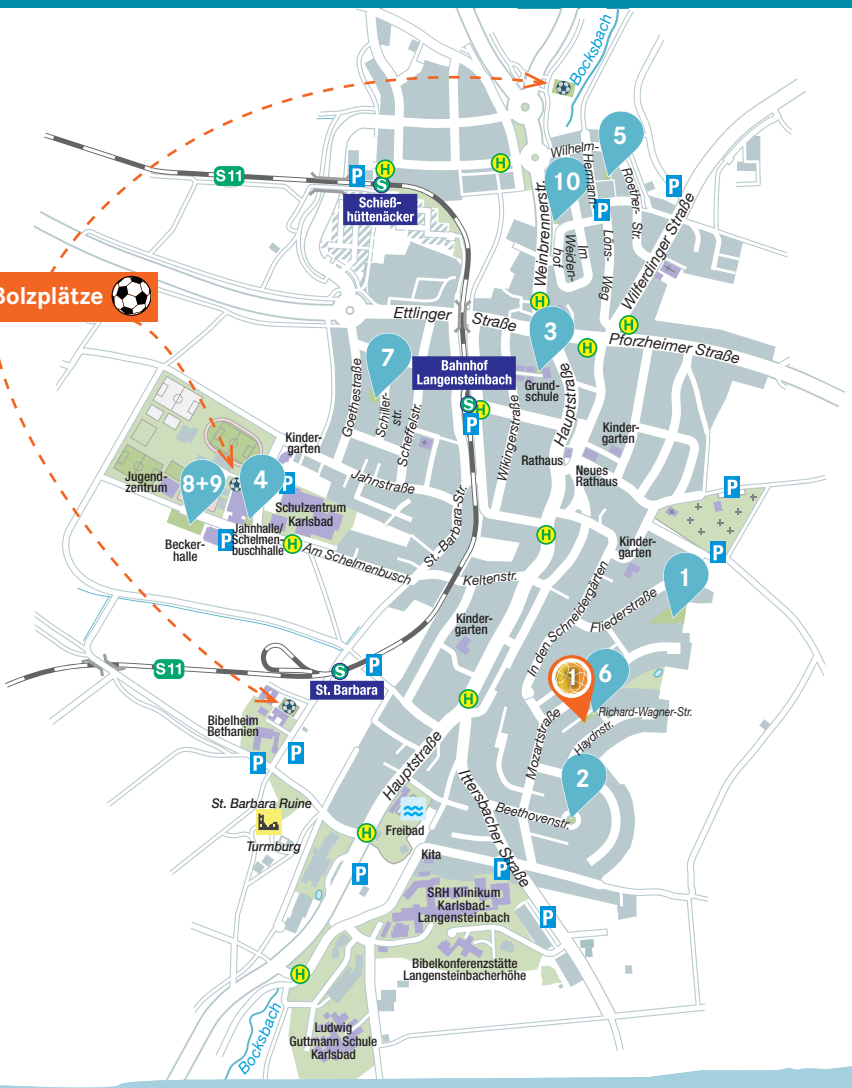 Bocksbach
5
Wilhelm-
Hermann-
S11
P
H
H
10
Roether-
Str.
P
S
P
Schieß-
hüttenäcker
Weinbrennerstr.
Im
Weiden-
hof
Löns-
Weg
Wilferdinger Straße
Bolzplätze
H
Ettlinger
Straße
3
H
H
Pforzheimer Straße
7
Bahnhof
Langensteinbach
Grund-
schule
Goethestraße
Schiller-
str.
Scheffelstr.
S
H
P
Wikingerstraße
Hauptstraße
Kinder-
garten
Kinder-
garten
Rathaus
Neues
Rathaus
Jugend-
zentrum
8+9
4
P
Jahnstraße
P
Schulzentrum
Karlsbad
St.-Barbara-Str.
Becker-
halle
P
Jahnhalle/
Schelmen-
buschhalle
H
Am Schelmenbusch
H
Kinder-
garten
P
Keltenstr.
1
Fliederstraße
In den Schneidergärten
Kinder-
garten
S11
S
P
St. Barbara
1
6
H
Richard-Wagner-Str.
Mozartstraße
Haydnstr.
Bibelheim
Bethanien
P
P
Hauptstraße
2
St. Barbara Ruine
Turmburg
Freibad
H
Beethovenstr.
Ittersbacher Straße
Kita
P
P
SRH Klinikum
Karlsbad-
Langensteinbach
P
Bibelkonferenzstätte
Langensteinbacherhöhe
H
Bocksbach
Ludwig
Guttmann Schule
Karlsbad